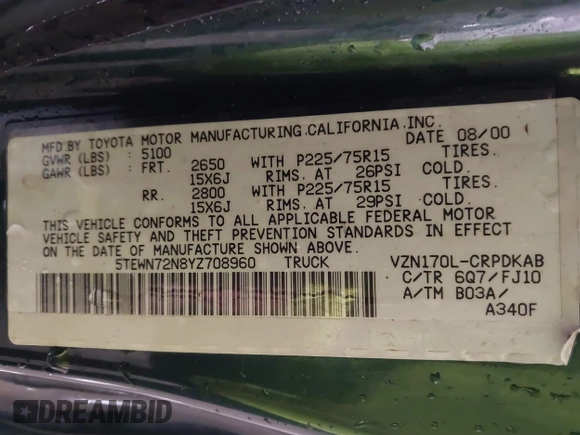 MFD.BY TOYOTA MOTOR MANUFACTURING,CALIFORNIA,INC.
GVWR (LBS) : 5100 DATE 08/00
GAWR (LBS) : FRT. 2650 WITH P225/75R15 TIRES.
15X6J RIMS. AT 26PSI COLD.
RR. 2800 WITH P225/75R15 TIRES.
15X6J RIMS. AT 29PSI COLD.
THIS VEHICLE CONFORMS TO ALL APPLICABLE FEDERAL MOTOR
VEHICLE SAFETY AND THEFT PREVENTION STANDARDS IN EFFECT
ON THE DATE OF MANUFACTURE SHOWN ABOVE.
5TEWN72N8YZ708960 TRUCK VZN170L-CRPDKAB
C/TR 6Q7/FJ10
A/TM B03A/
A340F
DREAMBID